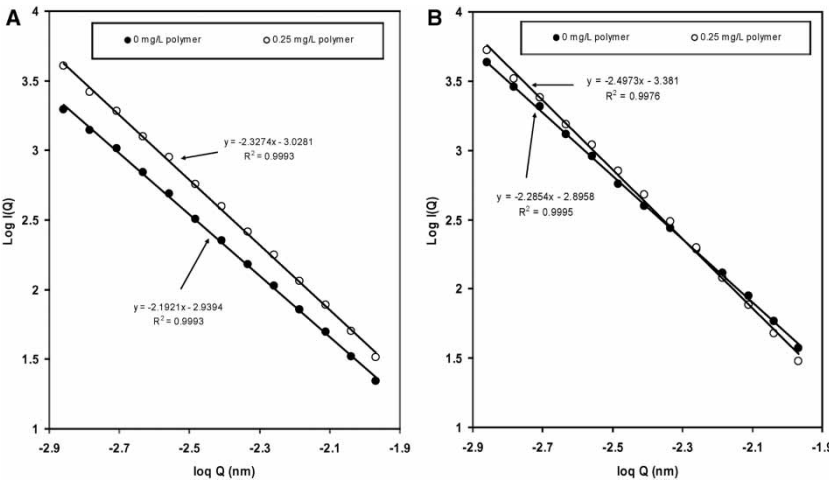 A
4
3.5
3
2.5
2
1.5
1
Log I(Q)
0 mg/L polymer
0.25 mg/L polymer
y = -2.3274x - 3.0281
R² = 0.9993
y = -2.1921x - 2.9394
R² = 0.9993
-2.9 -2.7 -2.5 -2.3 -2.1 -1.9
loq Q (nm)
B
4
3.5
3
2.5
2
1.5
1
Log I(Q)
0 mg/L polymer
0.25 mg/L polymer
y = -2.4973x - 3.381
R² = 0.9976
y = -2.2854x - 2.8958
R² = 0.9995
-2.9 -2.7 -2.5 -2.3 -2.1 -1.9
loq Q (nm)